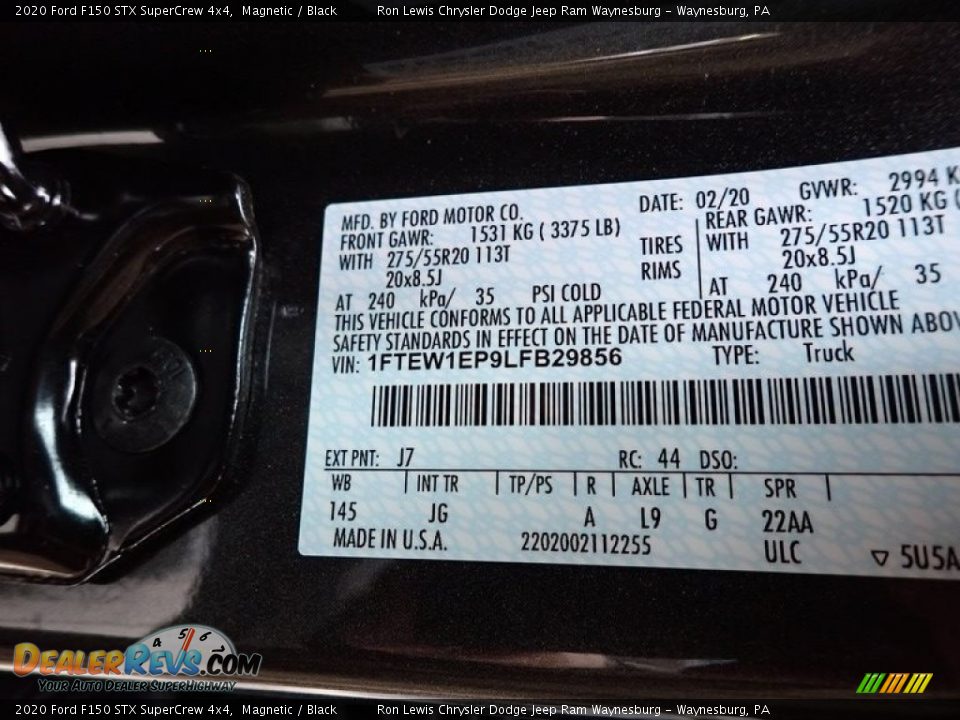 2020 Ford F150 STX SuperCrew 4x4, Magnetic / Black Ron Lewis Chrysler Dodge Jeep Ram Waynesburg - Waynesburg, PA
MFD. BY FORD MOTOR CO. DATE: 02/20 GVWR: 2994 K
FRONT GAWR: 1531 KG ( 3375 LB) REAR GAWR: 1520 KG (
WITH 275/55R20 113T TIRES WITH 275/55R20 113T
20x8.5J RIMS 20x8.5J
AT 240 kPa/ 35 PSI COLD AT 240 kPa/ 35
THIS VEHICLE CONFORMS TO ALL APPLICABLE FEDERAL MOTOR VEHICLE
SAFETY STANDARDS IN EFFECT ON THE DATE OF MANUFACTURE SHOWN ABOV
VIN: 1FTEW1EP9LFB29856 TYPE: Truck
EXT PNT: J7 RC: 44 DSO:
WB INT TR TP/PS R AXLE TR SPR
145 JG A L9 G 22AA
MADE IN U.S.A. 2202002112255 ULC 5U5A
4 5 6
DealerRevs.com
Your Auto Dealer SuperHighway
2020 Ford F150 STX SuperCrew 4x4, Magnetic / Black Ron Lewis Chrysler Dodge Jeep Ram Waynesburg - Waynesburg, PA